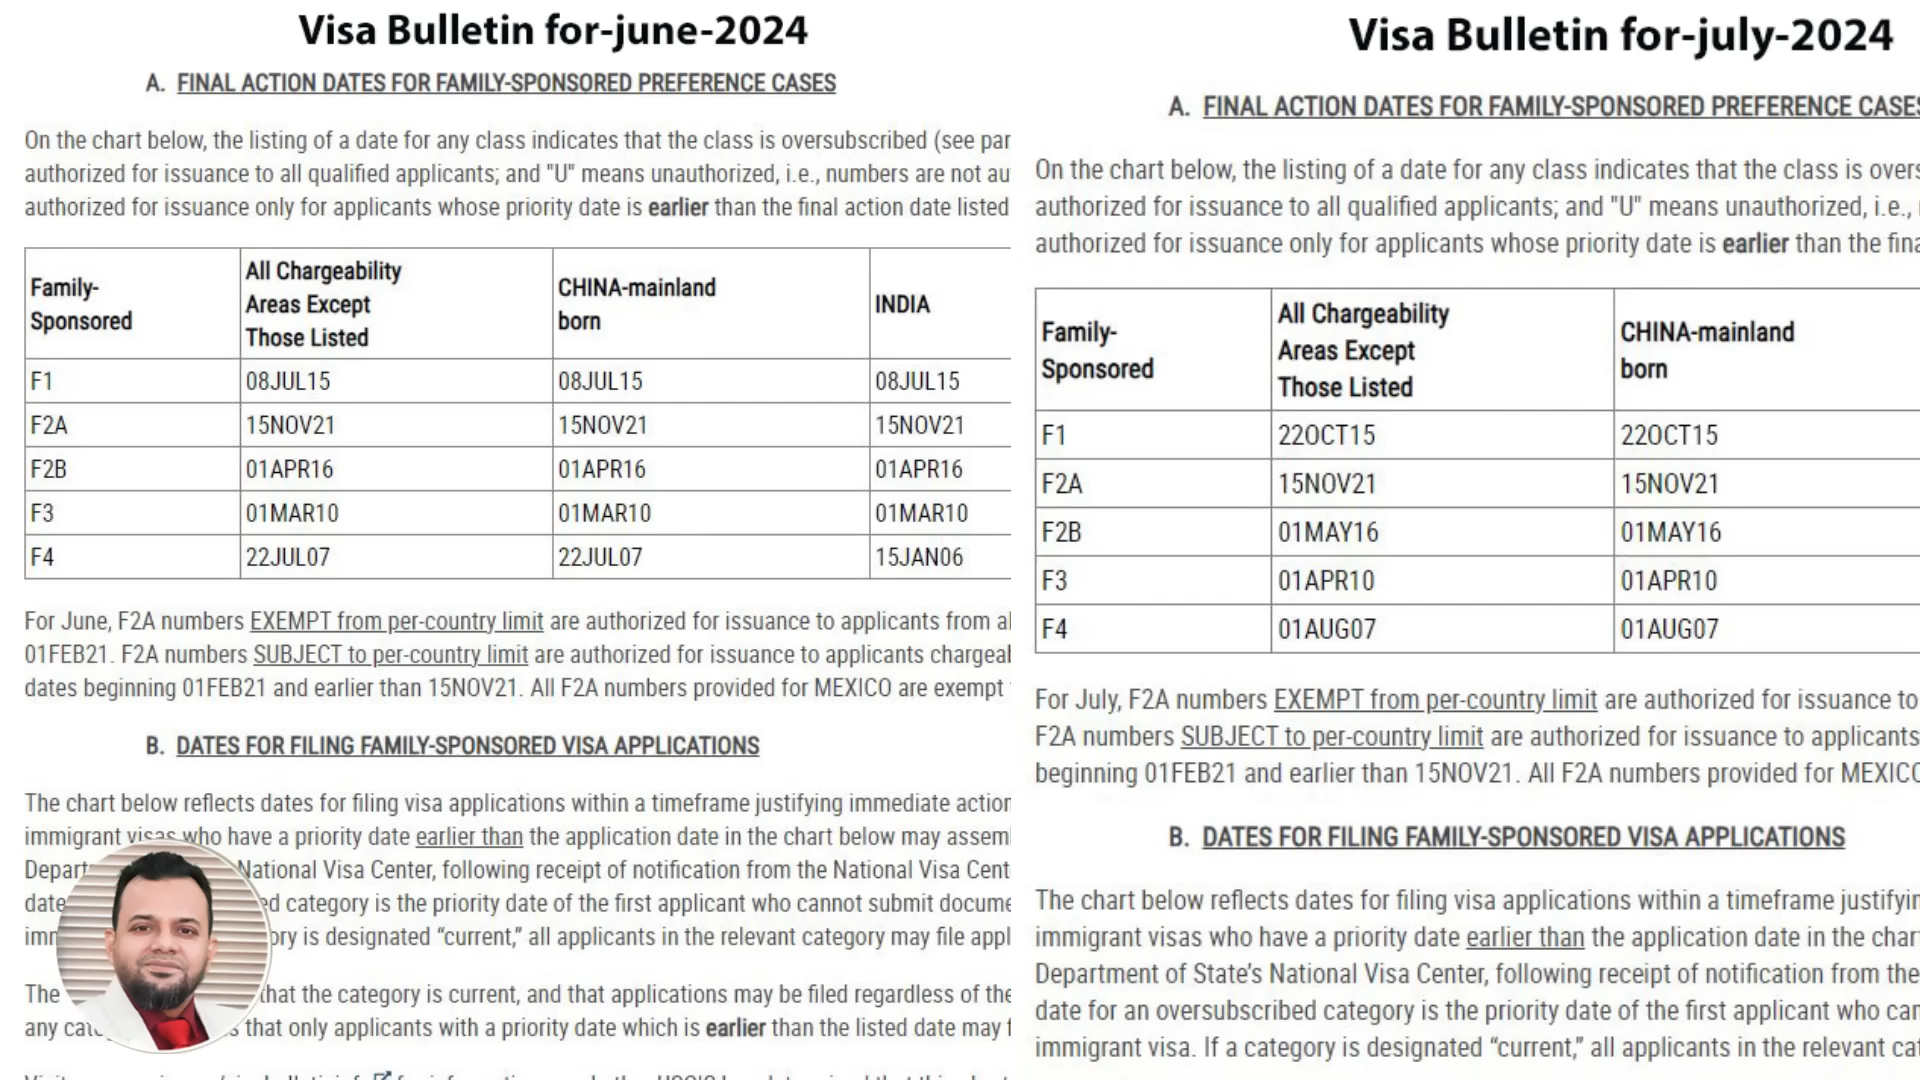 Visa Bulletin for-june-2024
A. FINAL ACTION DATES FOR FAMILY-SPONSORED PREFERENCE CASES
On the chart below, the listing of a date for any class indicates that the class is oversubscribed (see par
authorized for issuance to all qualified applicants; and "U" means unauthorized, i.e., numbers are not au
authorized for issuance only for applicants whose priority date is earlier than the final action date listed
Family-Sponsored All Chargeability Areas Except Those Listed CHINA-mainland born INDIA
F1 08JUL15 08JUL15 08JUL15
F2A 15NOV21 15NOV21 15NOV21
F2B 01APR16 01APR16 01APR16
F3 01MAR10 01MAR10 01MAR10
F4 22JUL07 22JUL07 15JAN06
For June, F2A numbers EXEMPT from per-country limit are authorized for issuance to applicants from al
01FEB21. F2A numbers SUBJECT to per-country limit are authorized for issuance to applicants chargeal
dates beginning 01FEB21 and earlier than 15NOV21. All F2A numbers provided for MEXICO are exempt
B. DATES FOR FILING FAMILY-SPONSORED VISA APPLICATIONS
The chart below reflects dates for filing visa applications within a timeframe justifying immediate action
immigrant visas who have a priority date earlier than the application date in the chart below may assem
Depart National Visa Center, following receipt of notification from the National Visa Cent
date ed category is the priority date of the first applicant who cannot submit docume
imm ory is designated “current,” all applicants in the relevant category may file appl
The that the category is current, and that applications may be filed regardless of the
any cate s that only applicants with a priority date which is earlier than the listed date may f
Visa Bulletin for-july-2024
A. FINAL ACTION DATES FOR FAMILY-SPONSORED PREFERENCE CASES
On the chart below, the listing of a date for any class indicates that the class is overs
authorized for issuance to all qualified applicants; and "U" means unauthorized, i.e.,
authorized for issuance only for applicants whose priority date is earlier than the fina
Family-Sponsored All Chargeability Areas Except Those Listed CHINA-mainland born
F1 22OCT15 22OCT15
F2A 15NOV21 15NOV21
F2B 01MAY16 01MAY16
F3 01APR10 01APR10
F4 01AUG07 01AUG07
For July, F2A numbers EXEMPT from per-country limit are authorized for issuance to
F2A numbers SUBJECT to per-country limit are authorized for issuance to applicants
beginning 01FEB21 and earlier than 15NOV21. All F2A numbers provided for MEXICO
B. DATES FOR FILING FAMILY-SPONSORED VISA APPLICATIONS
The chart below reflects dates for filing visa applications within a timeframe justifyin
immigrant visas who have a priority date earlier than the application date in the char
Department of State’s National Visa Center, following receipt of notification from the
date for an oversubscribed category is the priority date of the first applicant who can
immigrant visa. If a category is designated “current,” all applicants in the relevant cat